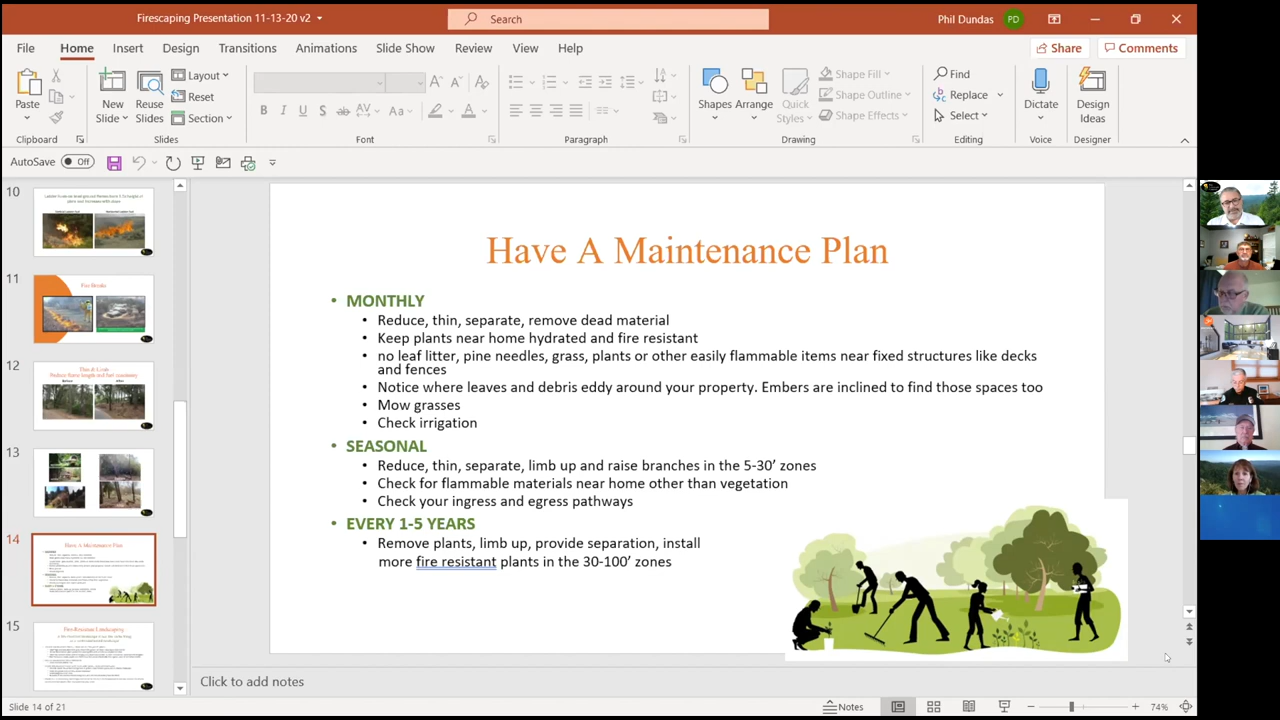 Firescaping Presentation 11-13-20 v2
Search
Phil Dundas
PD
File Home Insert Design Transitions Animations Slide Show Review View Help
Share Comments
Paste
New Slide
Reuse Slides
Layout
Reset
Section
Shapes
Arrange
Quick Styles
Shape Fill
Shape Outline
Shape Effects
Find
Replace
Select
Dictate
Design Ideas
Clipboard Slides Font Paragraph Drawing Editing Voice Designer
AutoSave Off
10
11
Fire Breaks
12
13
14
Have A Maintenance Plan
15
Fire-Resistant Landscaping
Have A Maintenance Plan
• MONTHLY
• Reduce, thin, separate, remove dead material
• Keep plants near home hydrated and fire resistant
• no leaf litter, pine needles, grass, plants or other easily flammable items near fixed structures like decks
and fences
• Notice where leaves and debris eddy around your property. Embers are inclined to find those spaces too
• Mow grasses
• Check irrigation
• SEASONAL
• Reduce, thin, separate, limb up and raise branches in the 5-30’ zones
• Check for flammable materials near home other than vegetation
• Check your ingress and egress pathways
• EVERY 1-5 YEARS
• Remove plants, limb up, provide separation, install
more fire resistent plants in the 30-100’ zones
Click to add notes
Slide 14 of 21
Notes
74%